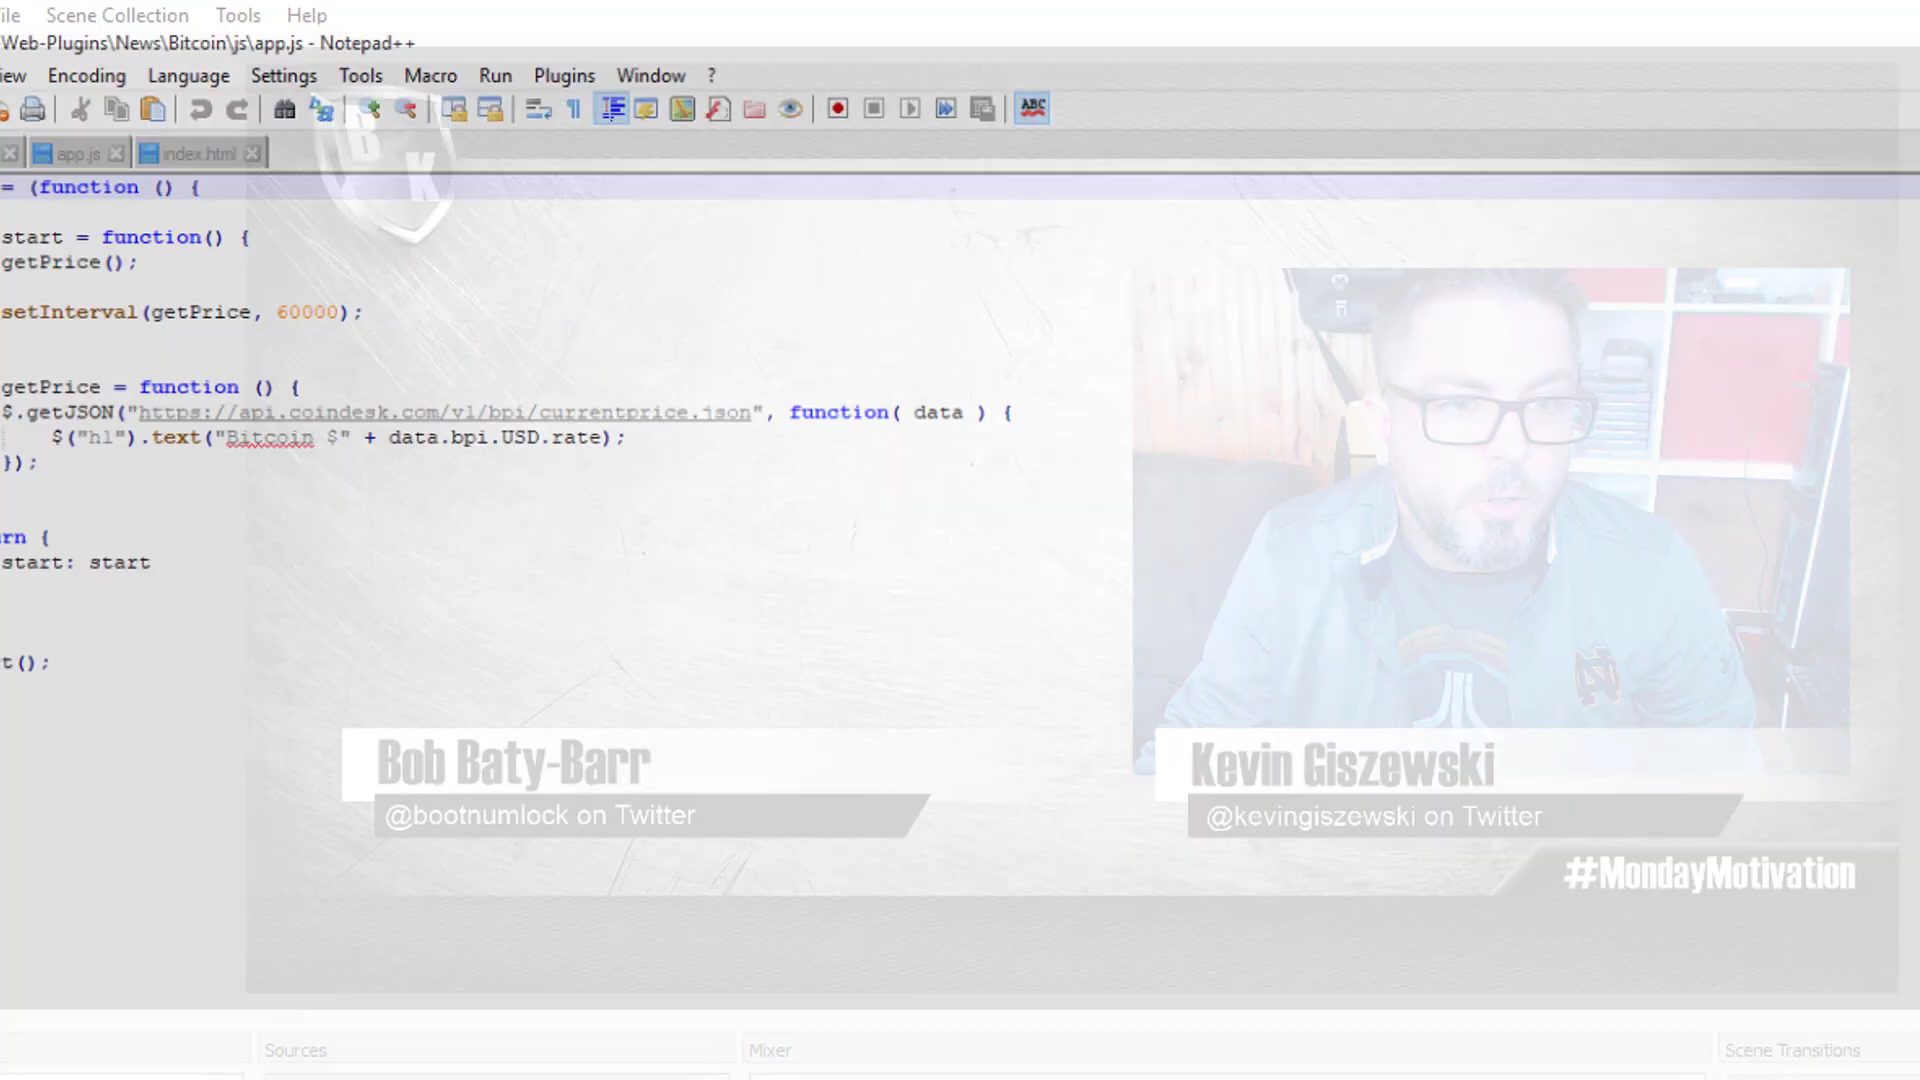 ile Scene Collection Tools Help
Web-Plugins\News\Bitcoin\js\app.js - Notepad++
iew Encoding Language Settings Tools Macro Run Plugins Window ?
ABC
app.js index.html
B
K
= (function () {
start = function() {
getPrice();
setInterval(getPrice, 60000);
getPrice = function () {
$.getJSON("https://api.coindesk.com/v1/bpi/currentprice.json", function( data ) {
$("h1").text("Bitcoin $" + data.bpi.USD.rate);
});
urn {
start: start
t();
Bob Baty-Barr
@bootnumlock on Twitter
Kevin Giszewski
@kevingiszewski on Twitter
#MondayMotivation
Sources Mixer Scene Transitions